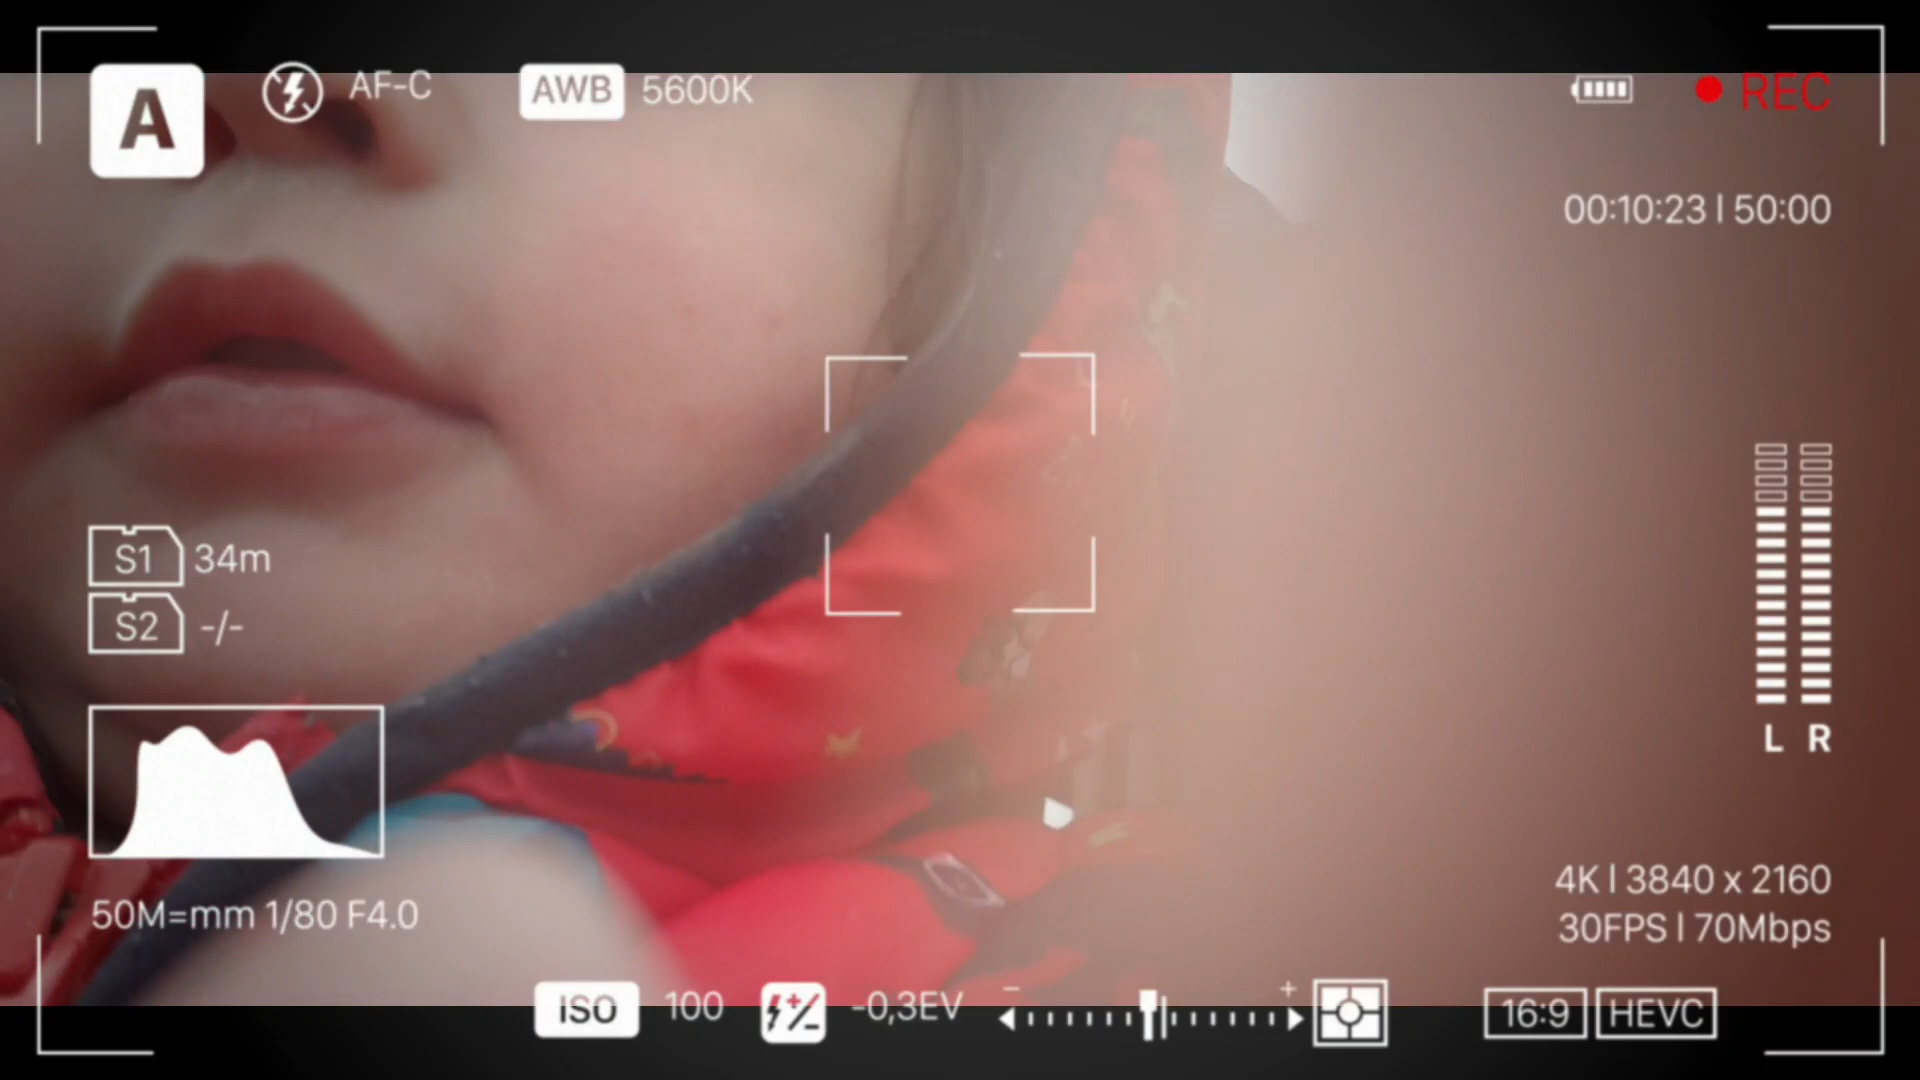 A AF-C AWB 5600K REC
00:10:23 | 50:00
S1 34m
S2 -/-
L R
50M=mm 1/80 F4.0
4K | 3840 x 2160
30FPS | 70Mbps
ISO 100 -0,3EV - + 16:9 HEVC